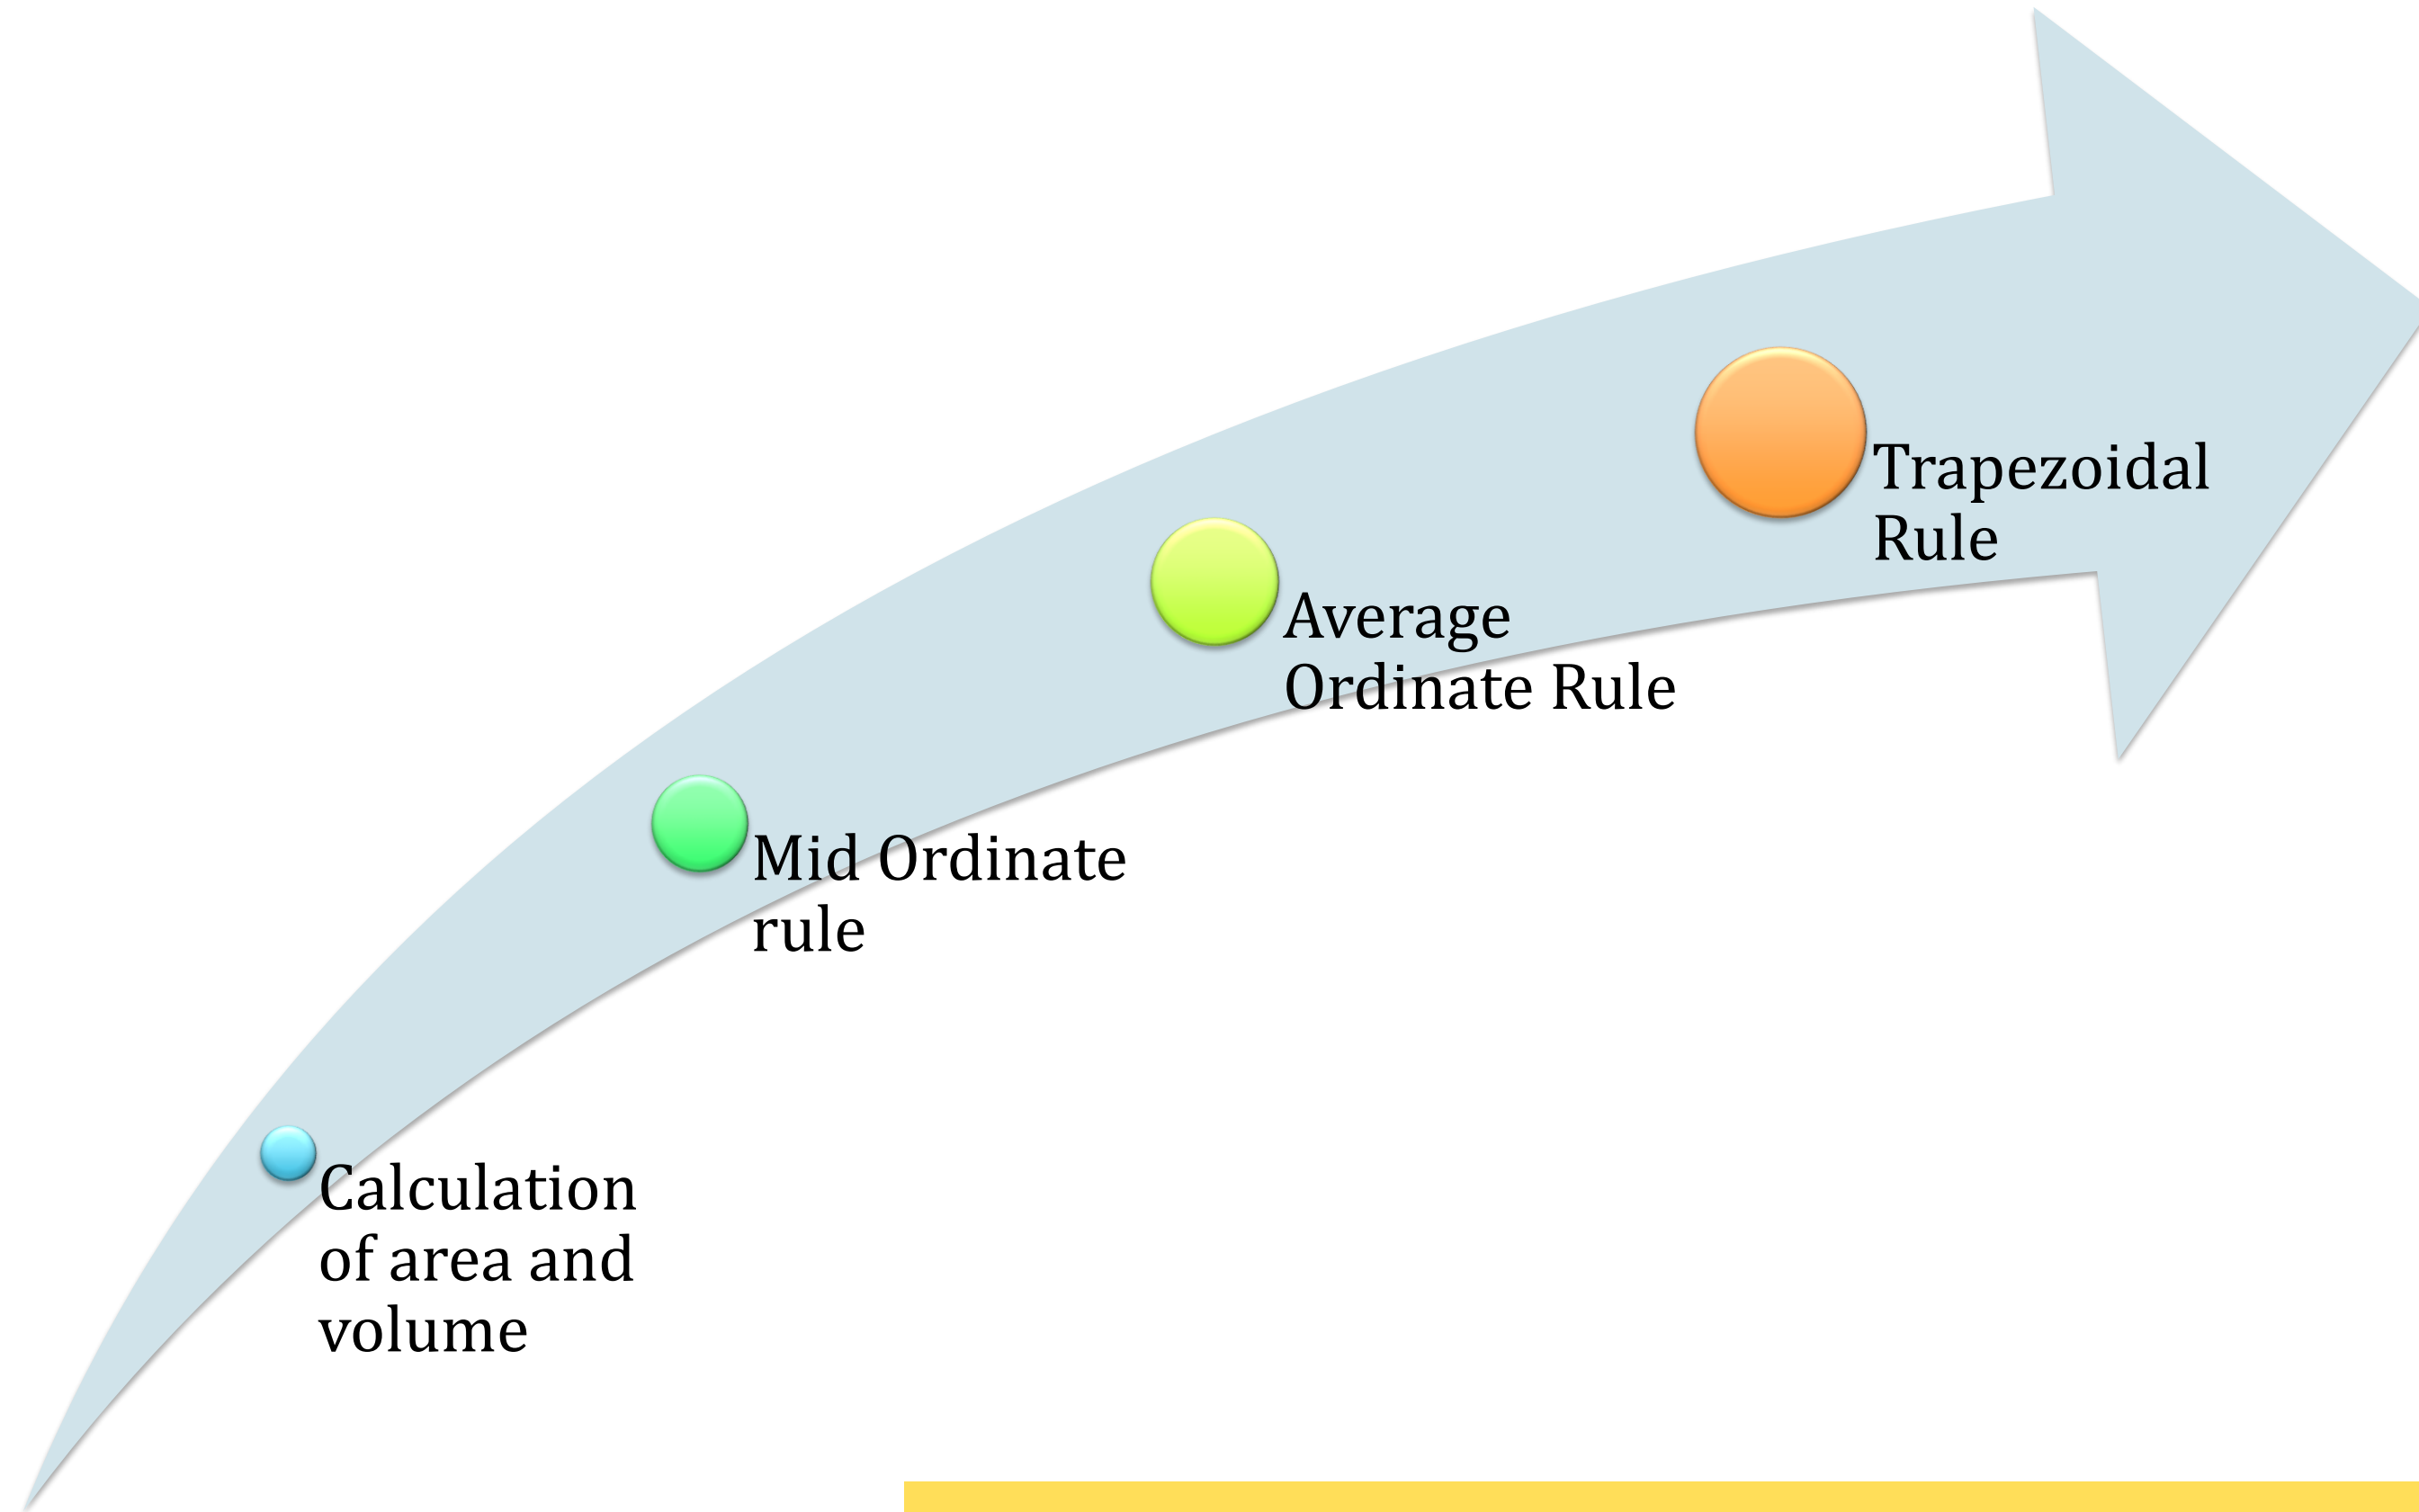 Calculation
of area and
volume
Mid Ordinate
rule
Average
Ordinate Rule
Trapezoidal
Rule